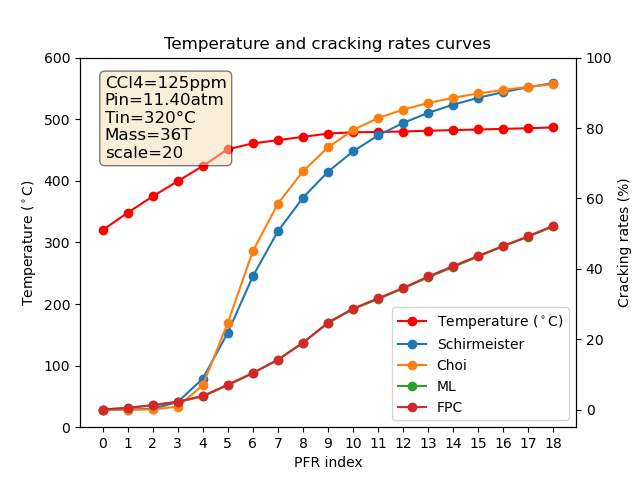 Temperature and cracking rates curves
CCl4=125ppm
Pin=11.40atm
Tin=320°C
Mass=36T
scale=20
600
500
400
300
200
100
0
Temperature (°C)
100
80
60
40
20
0
Cracking rates (%)
Temperature (°C)
Schirmeister
Choi
ML
FPC
0 1 2 3 4 5 6 7 8 9 10 11 12 13 14 15 16 17 18
PFR index